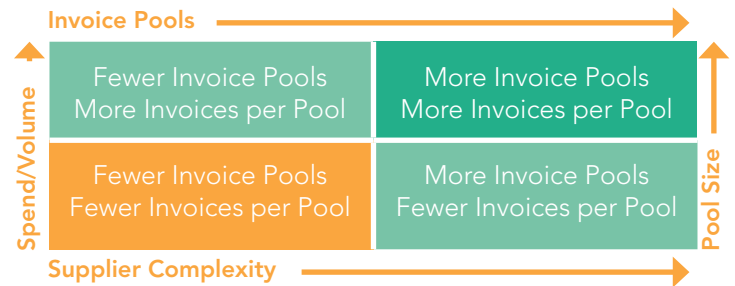 Invoice Pools
Spend/Volume
Fewer Invoice Pools
More Invoices per Pool
More Invoice Pools
More Invoices per Pool
Fewer Invoice Pools
Fewer Invoices per Pool
More Invoice Pools
Fewer Invoices per Pool
Pool Size
Supplier Complexity